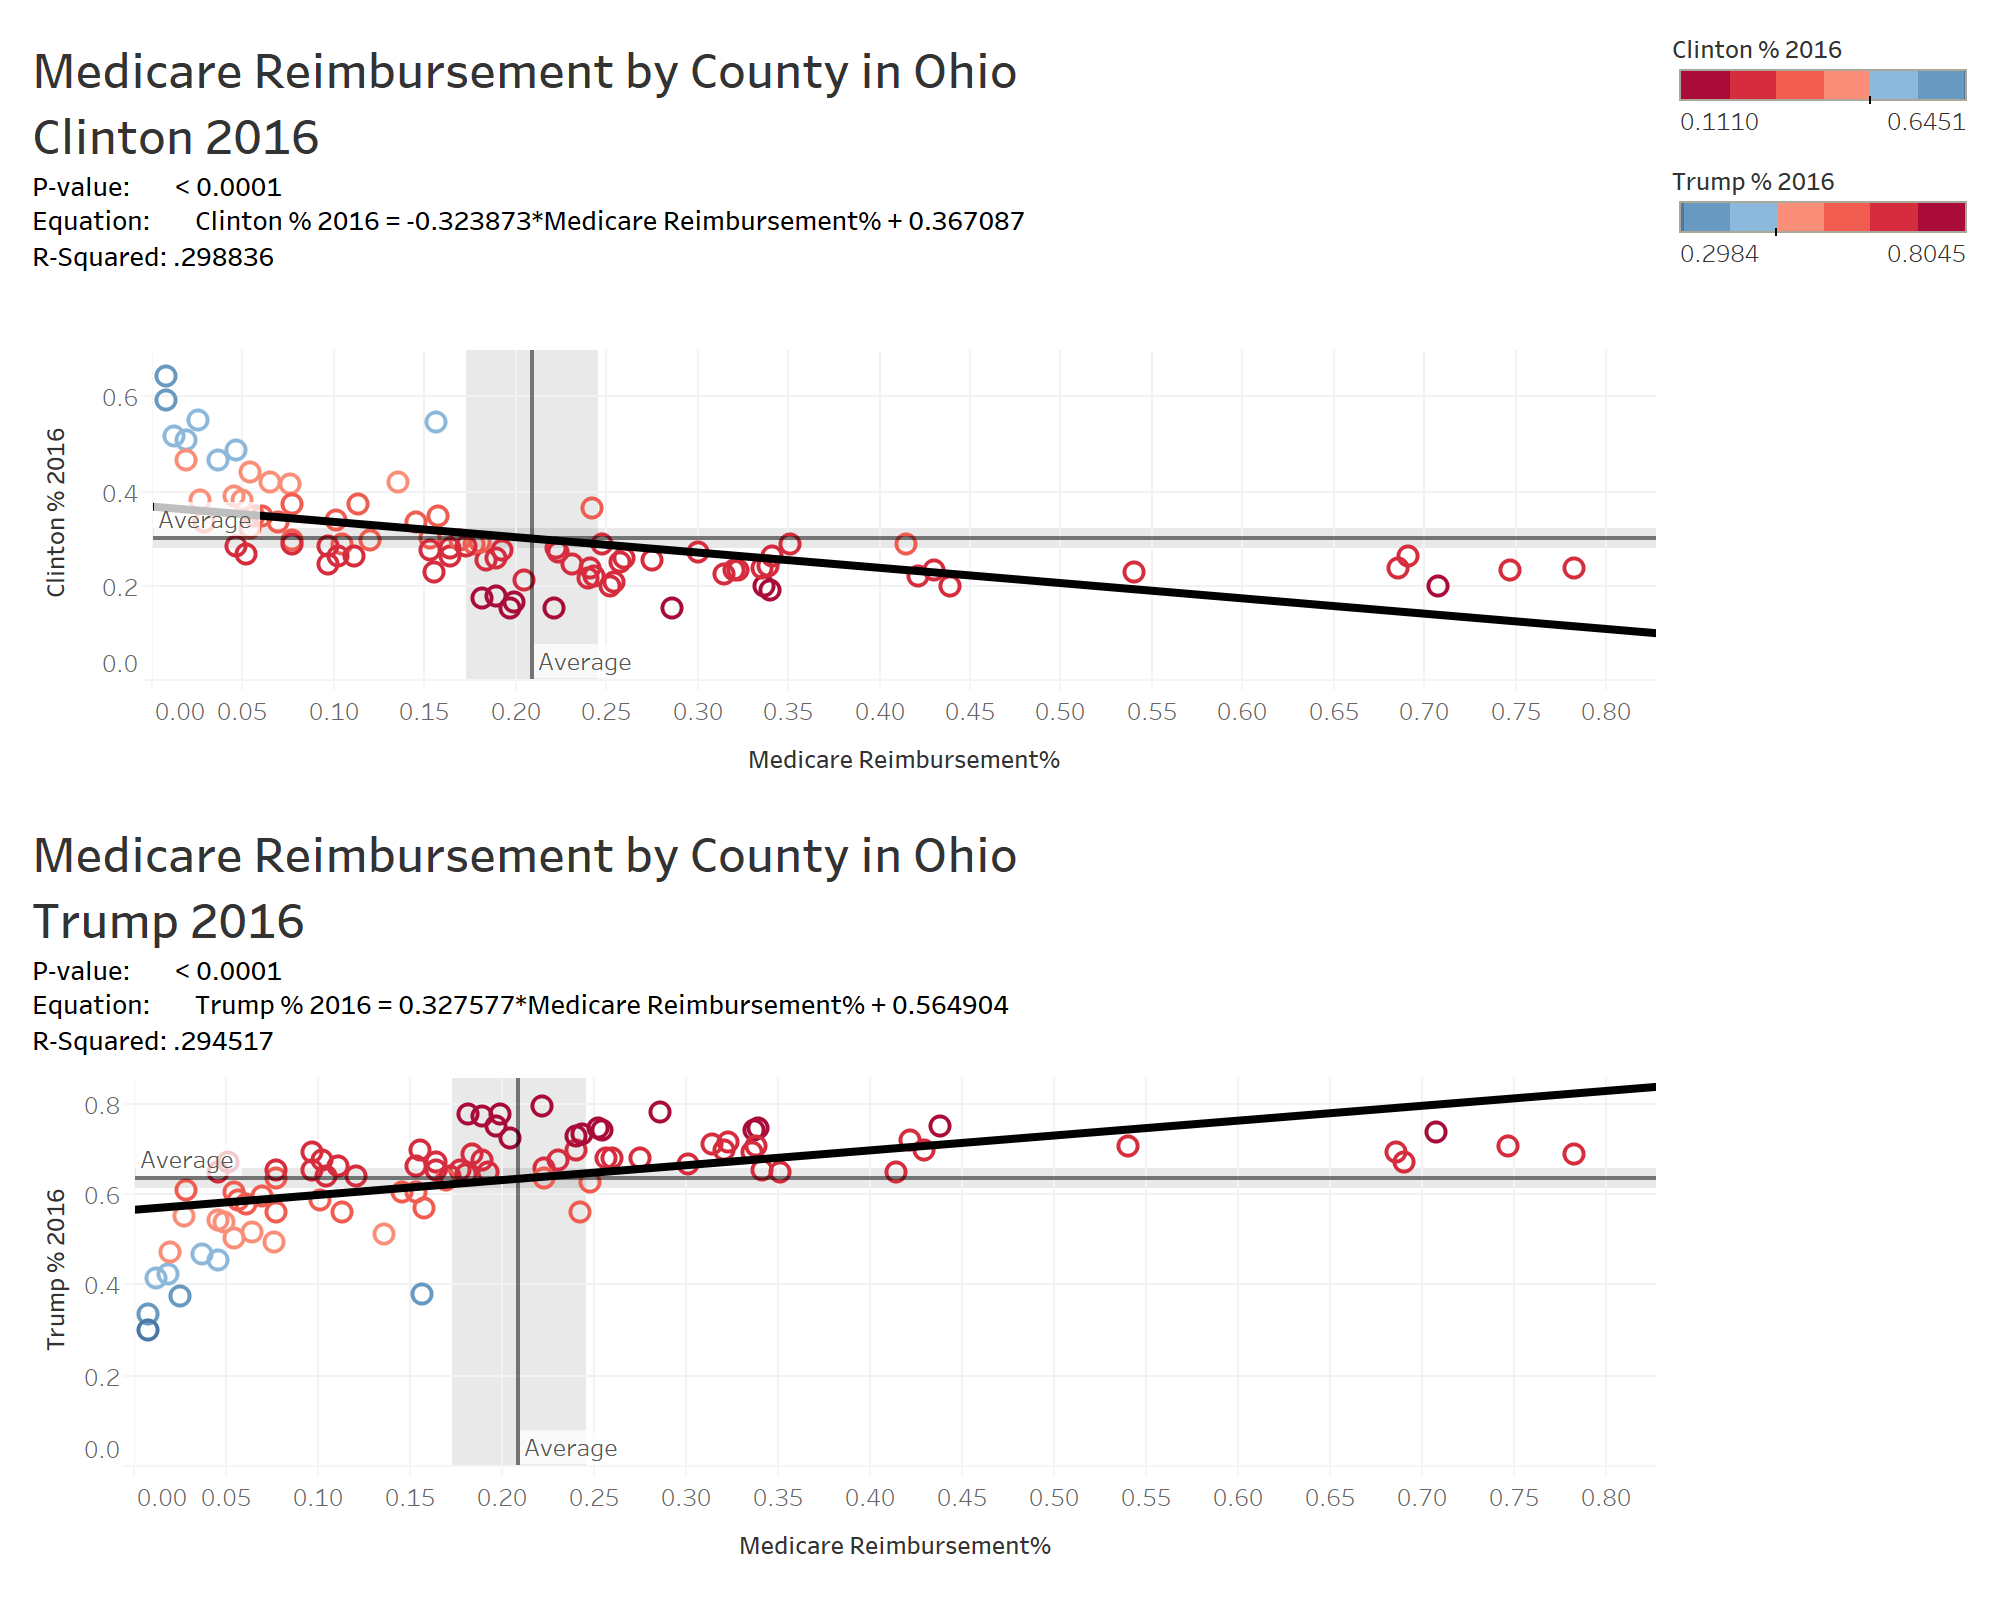 Medicare Reimbursement by County in Ohio
Clinton 2016
P-value: < 0.0001
Equation: Clinton % 2016 = -0.323873*Medicare Reimbursement% + 0.367087
R-Squared: .298836
Clinton % 2016
0.1110 0.6451
Trump % 2016
0.2984 0.8045
Clinton % 2016
0.6
0.4
Average
0.2
Average
0.0
0.00 0.05 0.10 0.15 0.20 0.25 0.30 0.35 0.40 0.45 0.50 0.55 0.60 0.65 0.70 0.75 0.80
Medicare Reimbursement%
Medicare Reimbursement by County in Ohio
Trump 2016
P-value: < 0.0001
Equation: Trump % 2016 = 0.327577*Medicare Reimbursement% + 0.564904
R-Squared: .294517
Trump % 2016
0.8
Average
0.6
0.4
0.2
Average
0.0
0.00 0.05 0.10 0.15 0.20 0.25 0.30 0.35 0.40 0.45 0.50 0.55 0.60 0.65 0.70 0.75 0.80
Medicare Reimbursement%